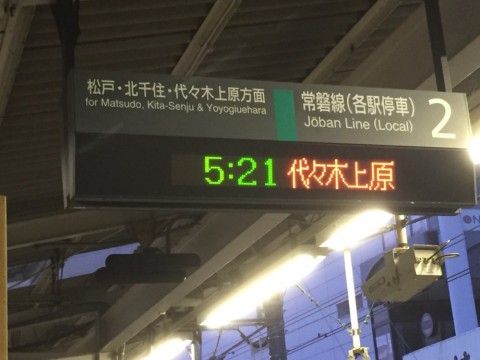 松戸・北千住・代々木上原方面
for Matsudo, Kita-Senju & Yoyogiuehara
常磐線(各駅停車)
Jōban Line (Local)
2
5:21 代々木上原